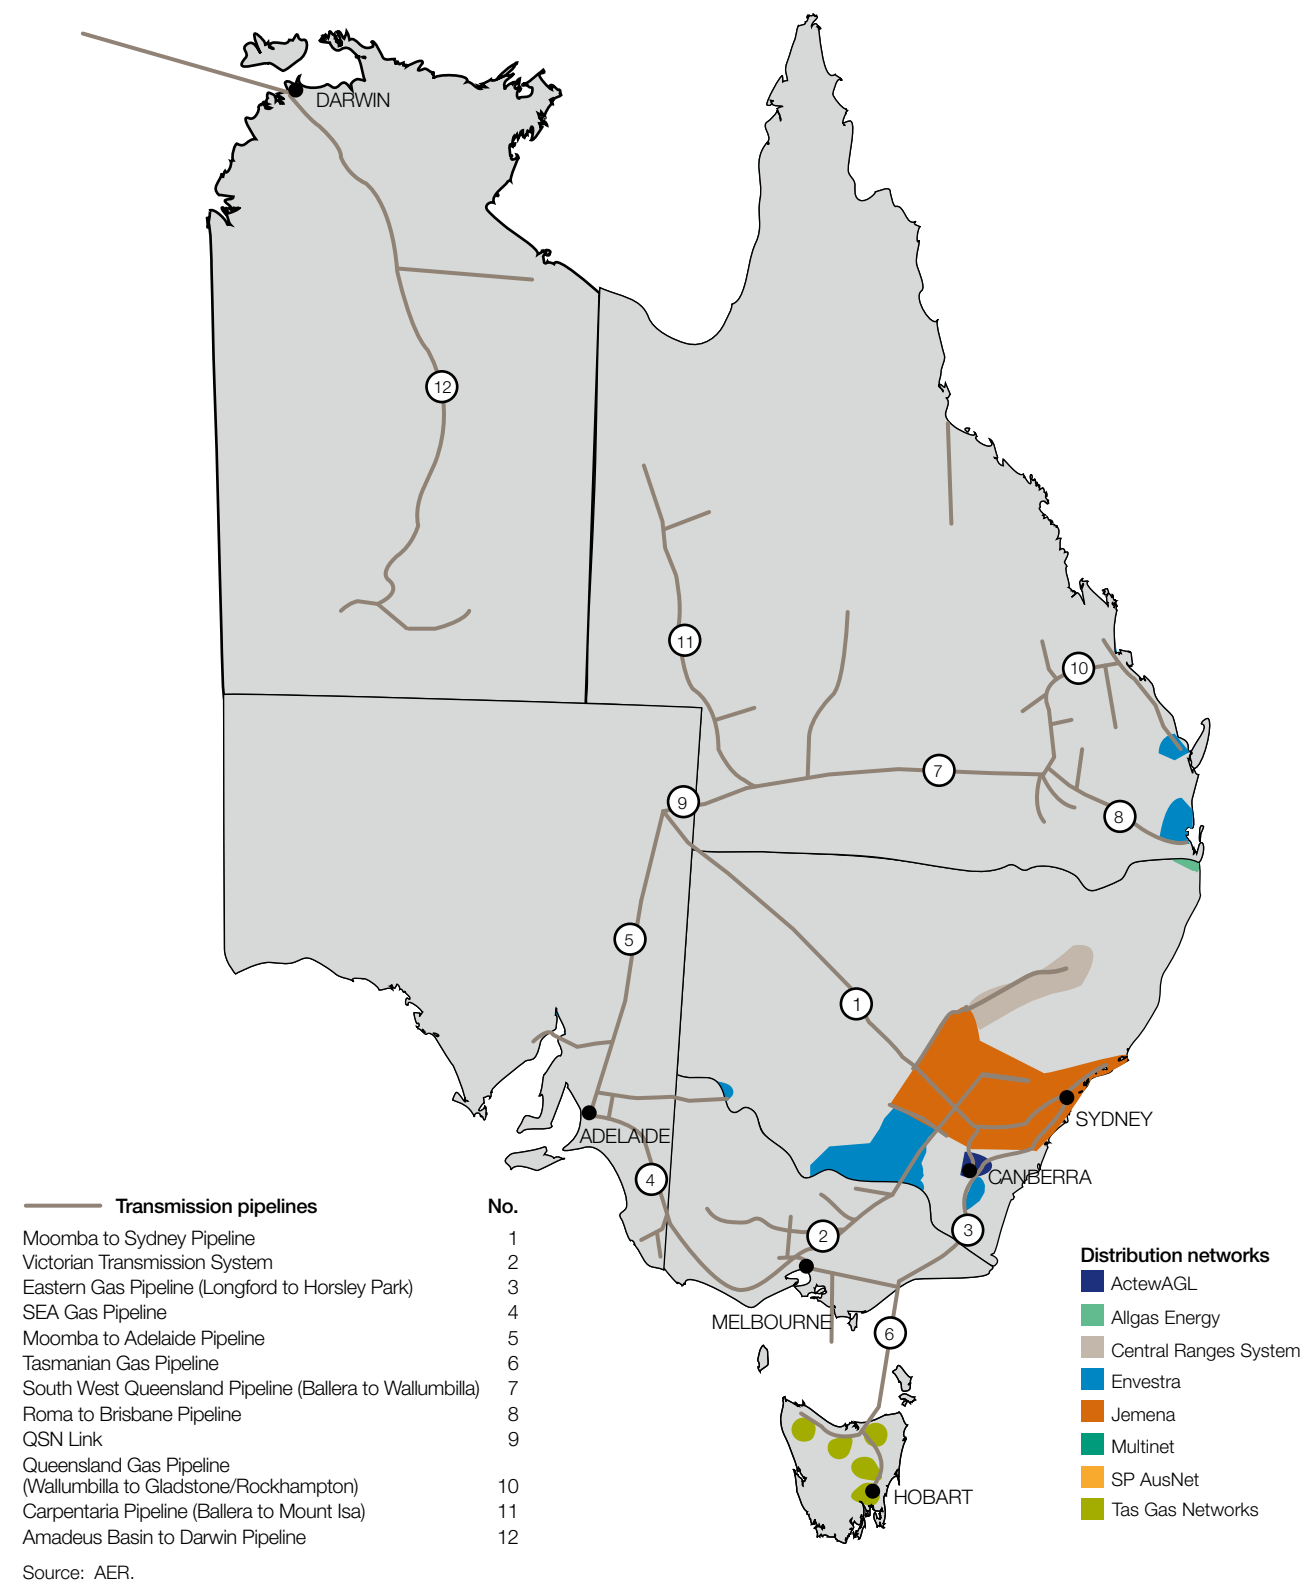 DARWIN
12
11
10
7
9
8
5
1
SYDNEY
ADELAIDE
CANBERRA
4
3
2
MELBOURNE
6
HOBART
Transmission pipelines No.
Moomba to Sydney Pipeline 1
Victorian Transmission System 2
Eastern Gas Pipeline (Longford to Horsley Park) 3
SEA Gas Pipeline 4
Moomba to Adelaide Pipeline 5
Tasmanian Gas Pipeline 6
South West Queensland Pipeline (Ballera to Wallumbilla) 7
Roma to Brisbane Pipeline 8
QSN Link 9
Queensland Gas Pipeline
(Wallumbilla to Gladstone/Rockhampton) 10
Carpentaria Pipeline (Ballera to Mount Isa) 11
Amadeus Basin to Darwin Pipeline 12
Source: AER.
Distribution networks
ActewAGL
Allgas Energy
Central Ranges System
Envestra
Jemena
Multinet
SP AusNet
Tas Gas Networks